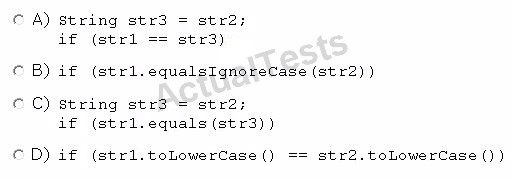 A) String str3 = str2;
if (str1 == str3)
B) if (str1.equalsIgnoreCase(str2))
C) String str3 = str2;
if (str1.equals(str3))
D) if (str1.toLowerCase() == str2.toLowerCase())
ActualTests